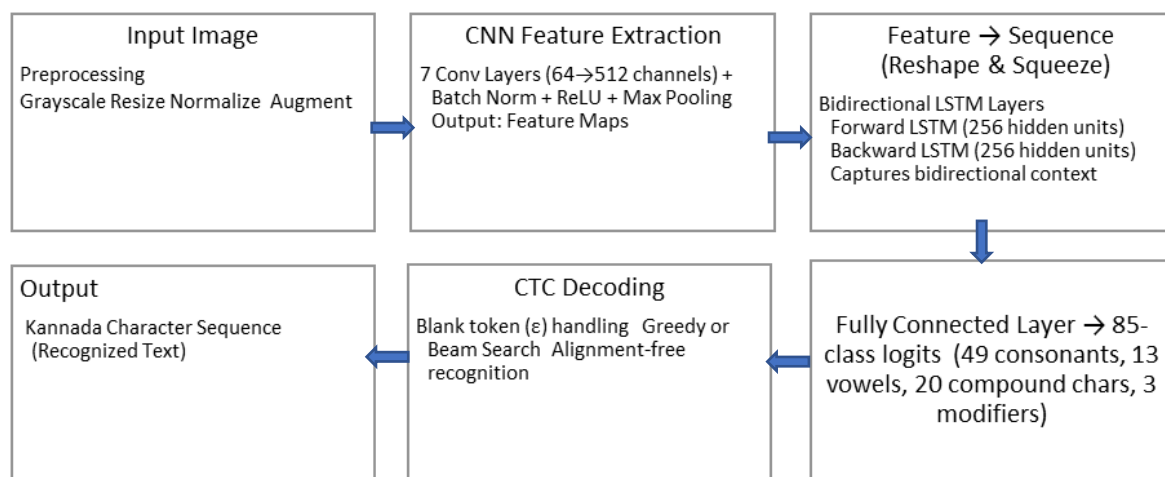 Input Image
Preprocessing
Grayscale Resize Normalize Augment
CNN Feature Extraction
7 Conv Layers (64→512 channels) +
Batch Norm + ReLU + Max Pooling
Output: Feature Maps
Feature → Sequence
(Reshape & Squeeze)
Bidirectional LSTM Layers
Forward LSTM (256 hidden units)
Backward LSTM (256 hidden units)
Captures bidirectional context
Fully Connected Layer → 85-
class logits (49 consonants, 13
vowels, 20 compound chars, 3
modifiers)
CTC Decoding
Blank token (ε) handling Greedy or
Beam Search Alignment-free
recognition
Output
Kannada Character Sequence
(Recognized Text)